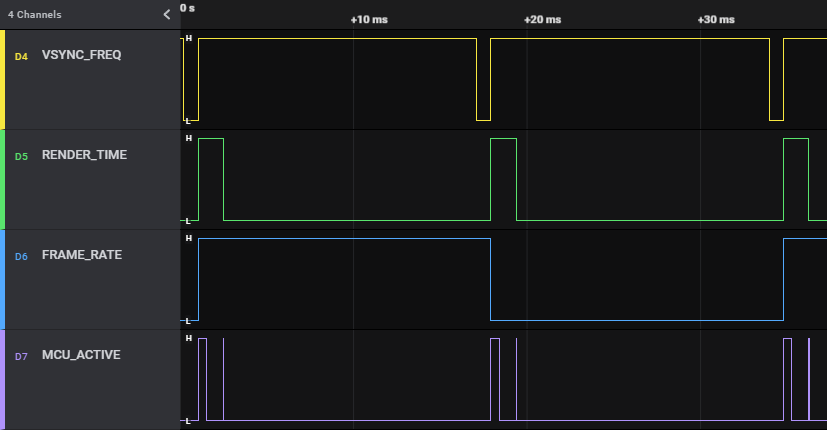 4 Channels
0 s
+10 ms
+20 ms
+30 ms
D4 VSYNC_FREQ
H
L
D5 RENDER_TIME
H
L
D6 FRAME_RATE
H
L
D7 MCU_ACTIVE
H
L